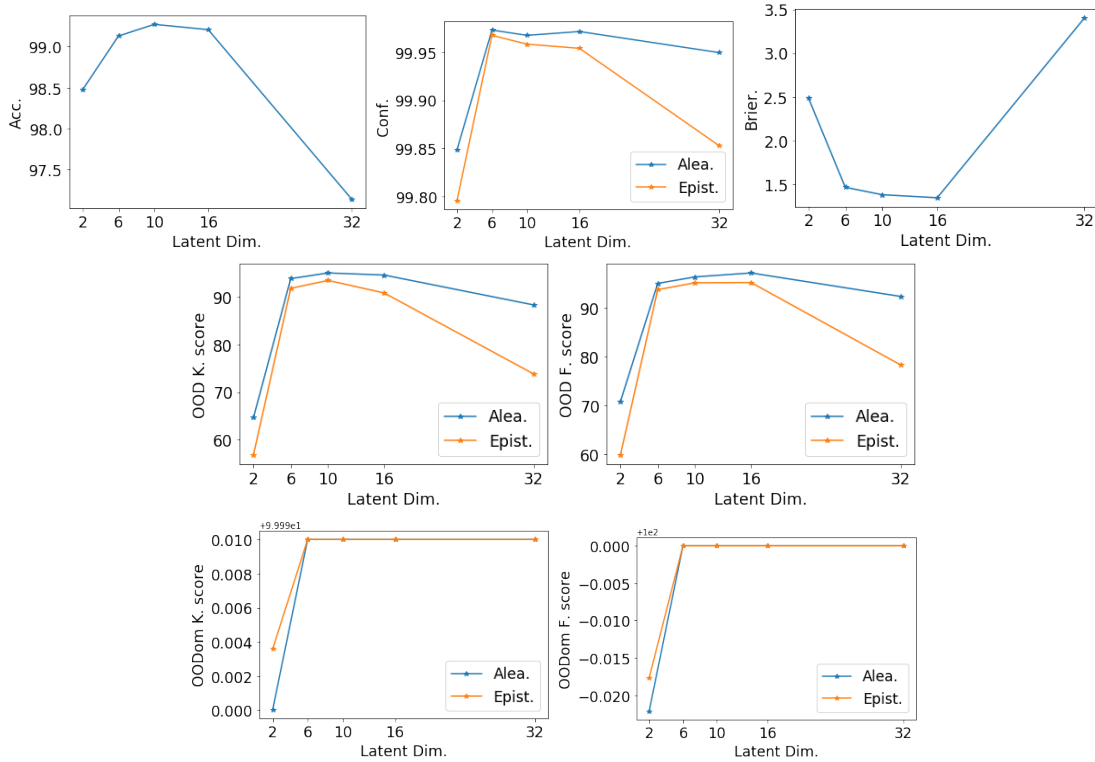 99.0
98.5
98.0
97.5
Acc.
2 6 10 16 32
Latent Dim.
99.95
99.90
99.85
99.80
Conf.
Alea.
Epist.
2 6 10 16 32
Latent Dim.
3.5
3.0
2.5
2.0
1.5
Brier.
2 6 10 16 32
Latent Dim.
90
80
70
60
OOD K. score
Alea.
Epist.
2 6 10 16 32
Latent Dim.
90
80
70
60
OOD F. score
Alea.
Epist.
2 6 10 16 32
Latent Dim.
+9.999e1
0.010
0.008
0.006
0.004
0.002
0.000
OODom K. score
Alea.
Epist.
2 6 10 16 32
Latent Dim.
+1e2
0.000
−0.005
−0.010
−0.015
−0.020
OODom F. score
Alea.
Epist.
2 6 10 16 32
Latent Dim.